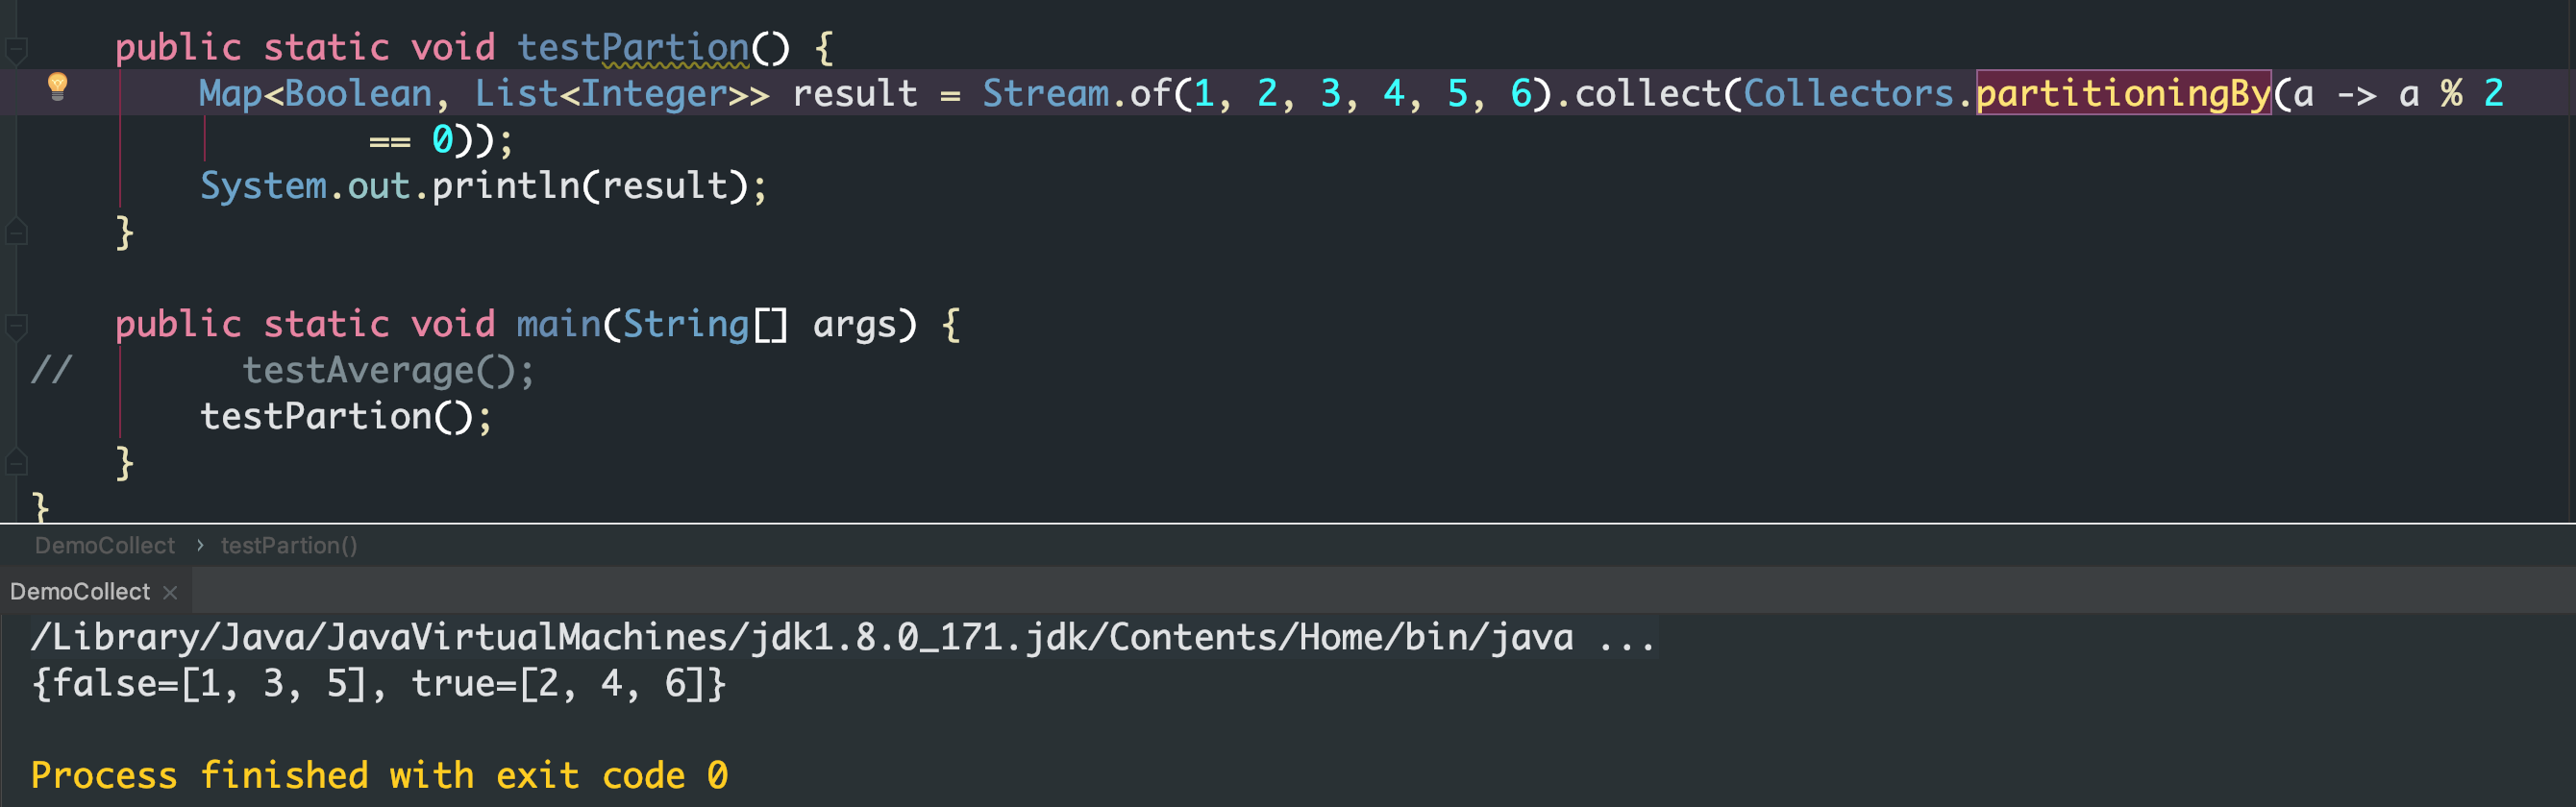 public static void testPartion() {
Map<Boolean, List<Integer>> result = Stream.of(1, 2, 3, 4, 5, 6).collect(Collectors.partitioningBy(a -> a % 2
== 0));
System.out.println(result);
}
public static void main(String[] args) {
// testAverage();
testPartion();
}
}
DemoCollect › testPartion()
DemoCollect ×
/Library/Java/JavaVirtualMachines/jdk1.8.0_171.jdk/Contents/Home/bin/java ...
{false=[1, 3, 5], true=[2, 4, 6]}
Process finished with exit code 0